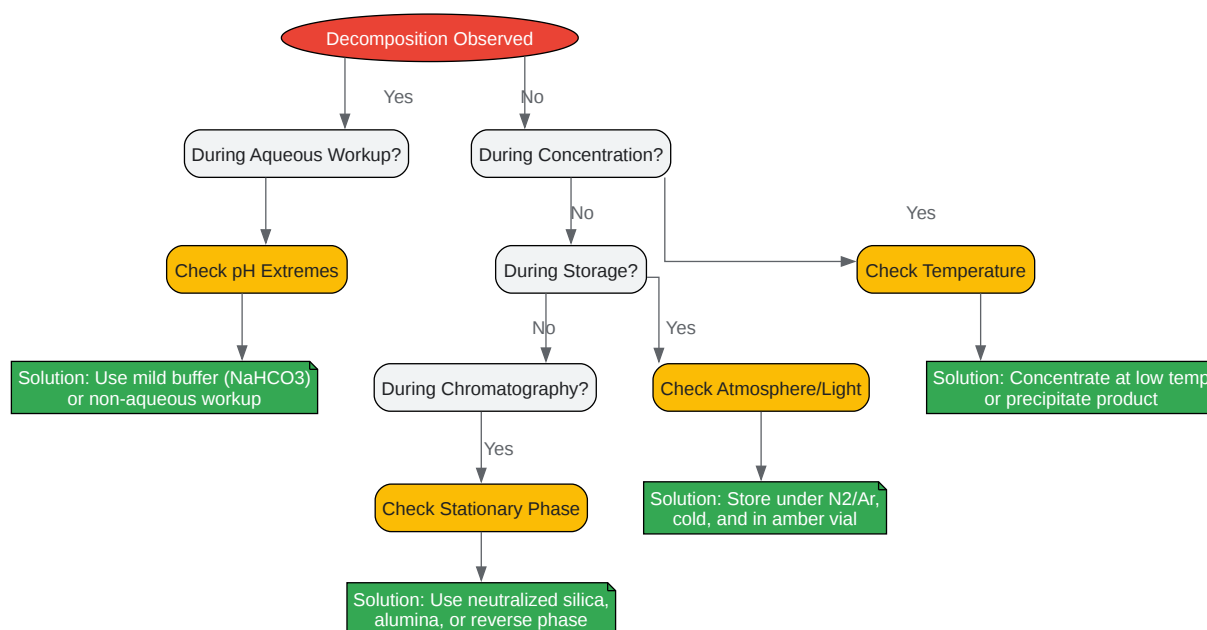 Decomposition Observed
Yes
No
During Aqueous Workup?
During Concentration?
No
Yes
Check pH Extremes
During Storage?
Check Temperature
No
Yes
Solution: Use mild buffer (NaHCO3)
or non-aqueous workup
During Chromatography?
Check Atmosphere/Light
Solution: Concentrate at low temp
or precipitate product
Yes
Check Stationary Phase
Solution: Store under N2/Ar,
cold, and in amber vial
Solution: Use neutralized silica,
alumina, or reverse phase